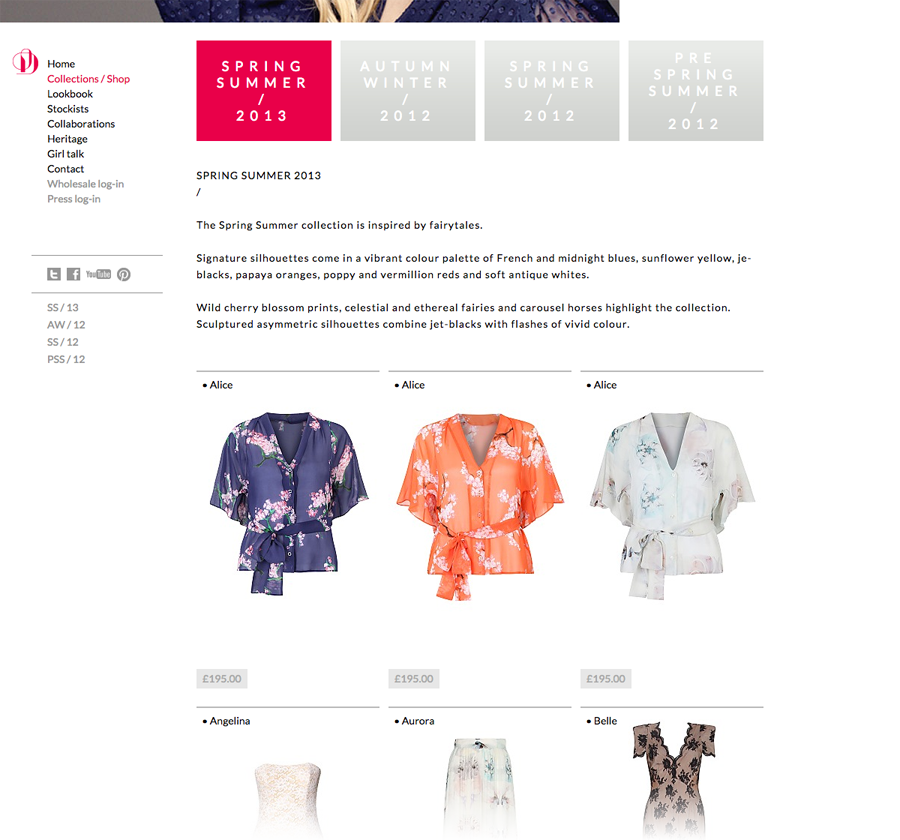 Home
Collections / Shop
Lookbook
Stockists
Collaborations
Heritage
Girl talk
Contact
Wholesale log-in
Press log-in
You Tube
SS / 13
AW / 12
SS / 12
PSS / 12
SPRING
SUMMER
/
2013
AUTUMN
WINTER
/
2012
SPRING
SUMMER
/
2012
PRE
SPRING
SUMMER
/
2012
SPRING SUMMER 2013
/
The Spring Summer collection is inspired by fairytales.
Signature silhouettes come in a vibrant colour palette of French and midnight blues, sunflower yellow, je-
blacks, papaya oranges, poppy and vermillion reds and soft antique whites.
Wild cherry blossom prints, celestial and ethereal fairies and carousel horses highlight the collection.
Sculptured asymmetric silhouettes combine jet-blacks with flashes of vivid colour.
• Alice
• Alice
• Alice
£195.00
£195.00
£195.00
• Angelina
• Aurora
• Belle